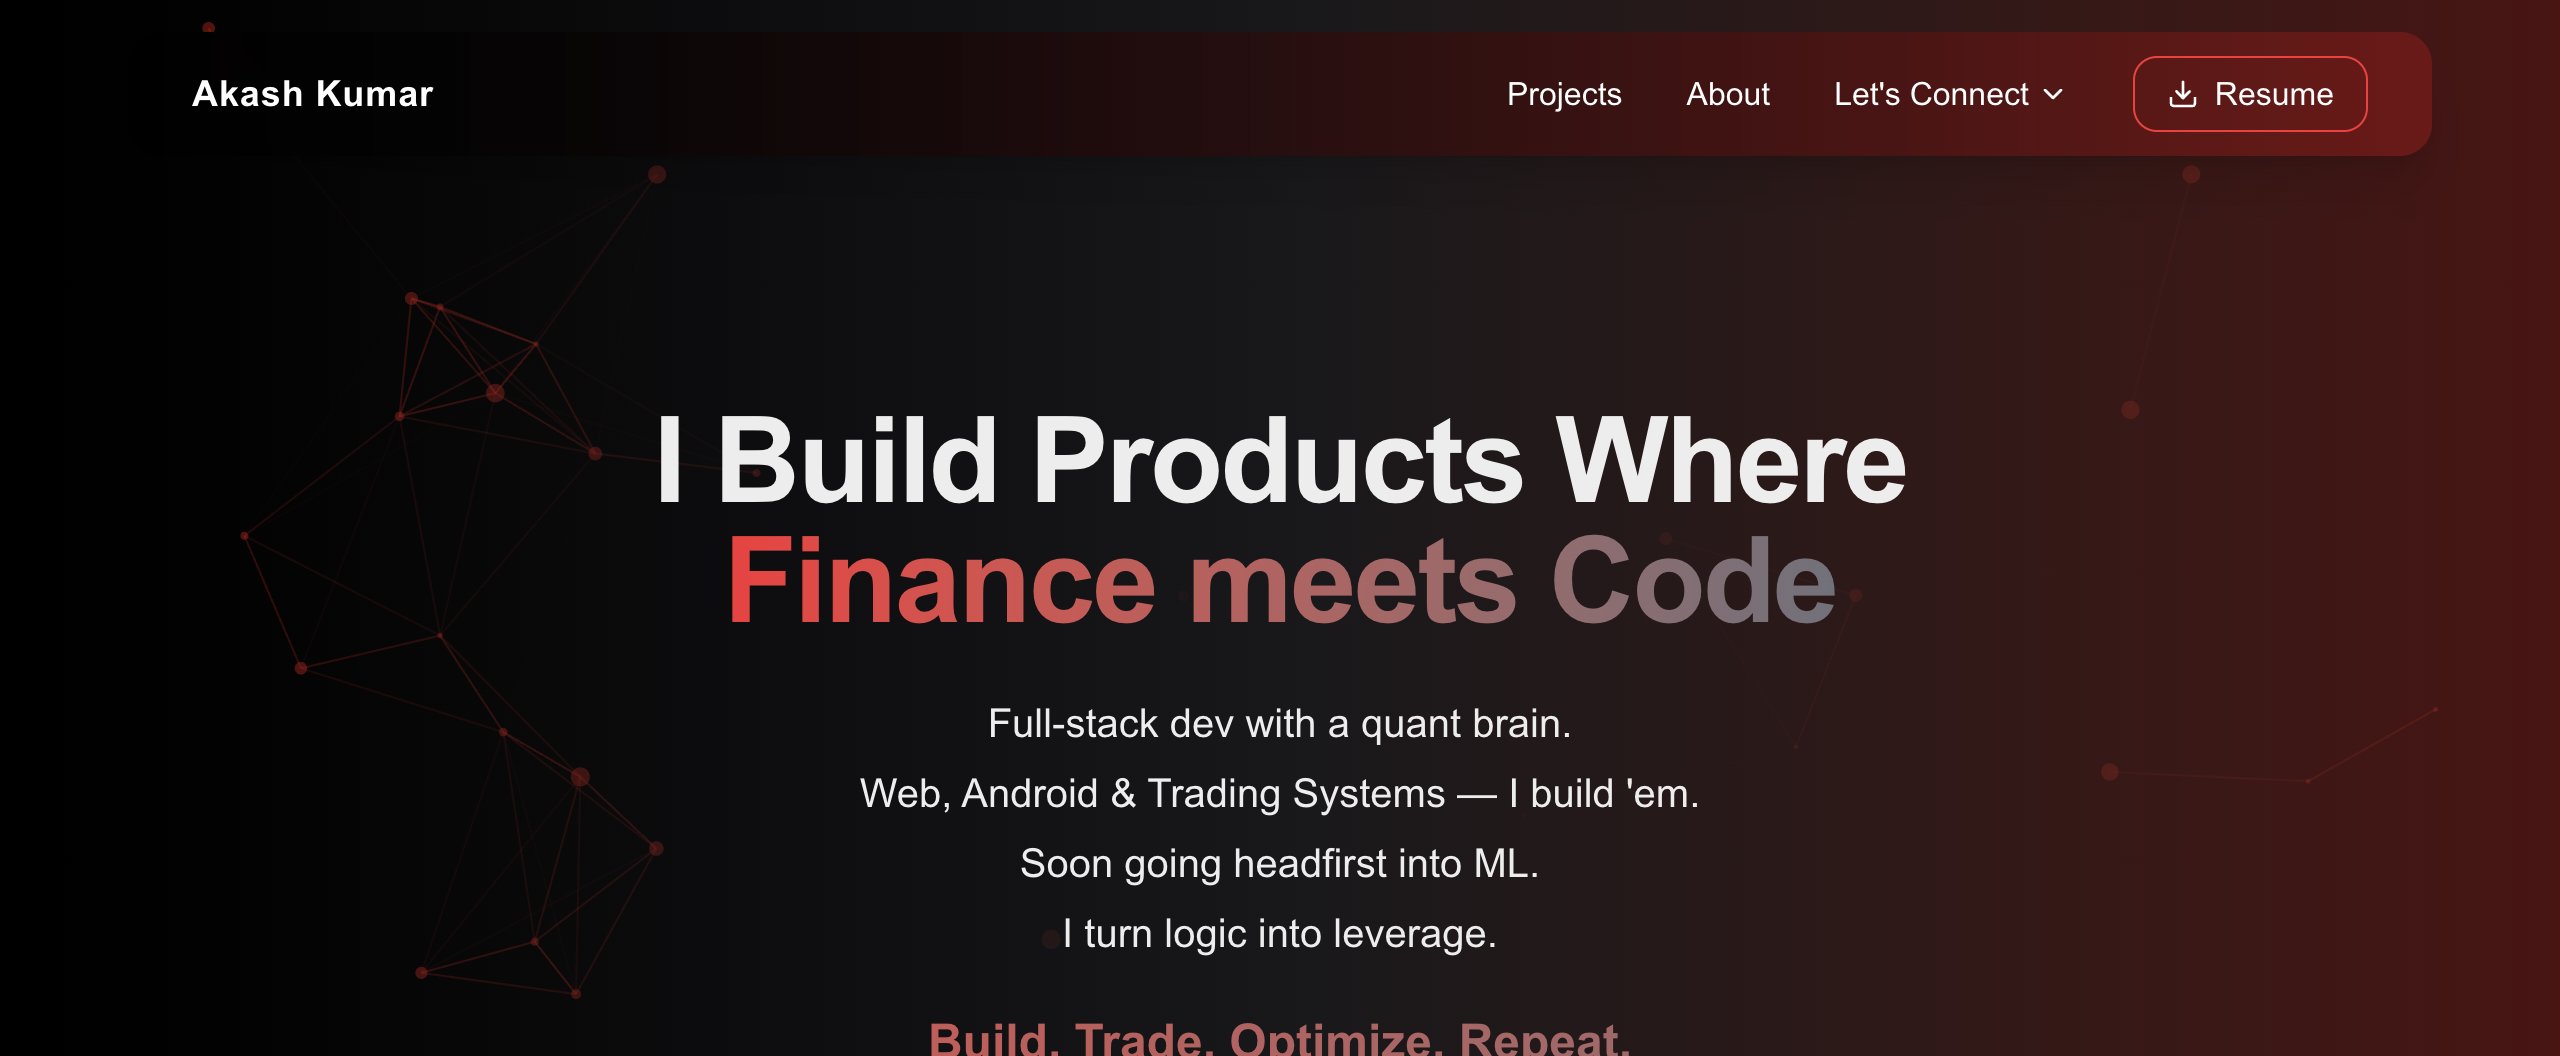 Akash Kumar
Projects
About
Let's Connect
Resume
I Build Products Where
Finance meets Code
Full-stack dev with a quant brain.
Web, Android & Trading Systems — I build 'em.
Soon going headfirst into ML.
I turn logic into leverage.
Build. Trade. Optimize. Repeat.